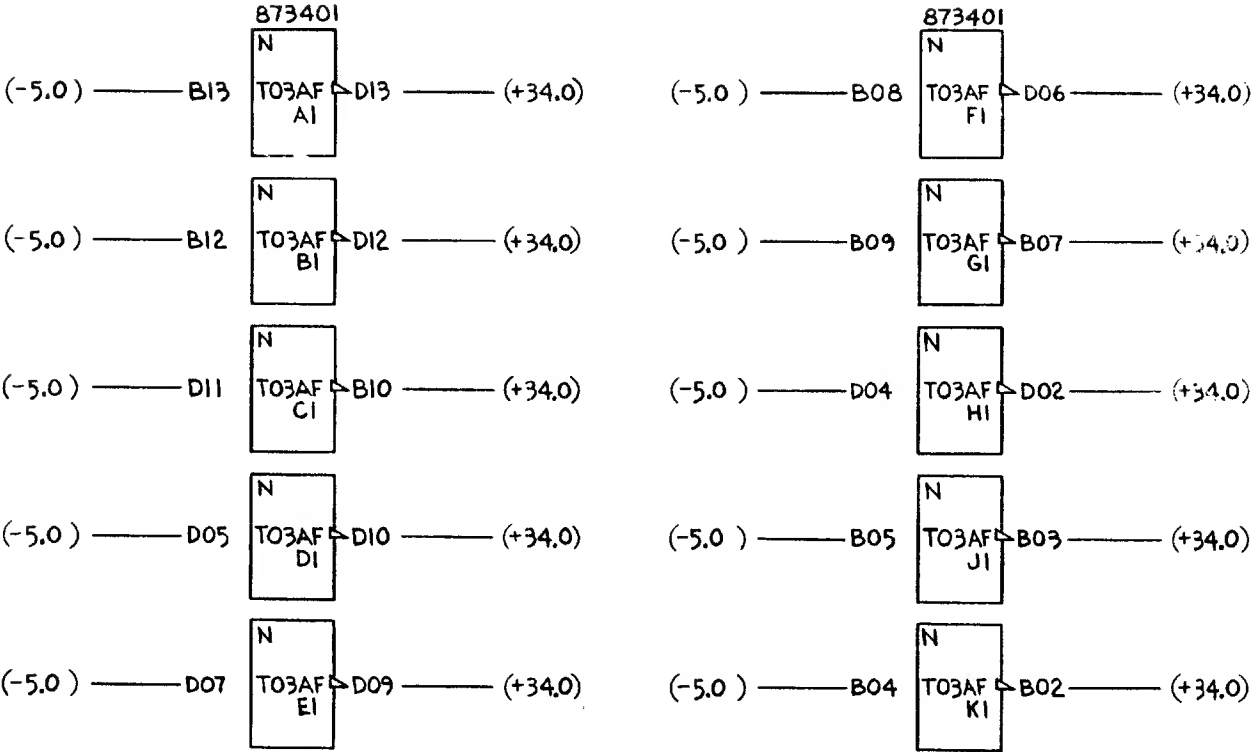 873401
N
(-5.0) B13 T03AF D13 (+34.0)
A1
N
(-5.0) B12 T03AF D12 (+34.0)
B1
N
(-5.0) D11 T03AF B10 (+34.0)
C1
N
(-5.0) D05 T03AF D10 (+34.0)
D1
N
(-5.0) D07 T03AF D09 (+34.0)
E1
873401
N
(-5.0) B08 T03AF D06 (+34.0)
F1
N
(-5.0) B09 T03AF B07 (+34.0)
G1
N
(-5.0) D04 T03AF D02 (+34.0)
H1
N
(-5.0) B05 T03AF B03 (+34.0)
J1
N
(-5.0) B04 T03AF B02 (+34.0)
K1